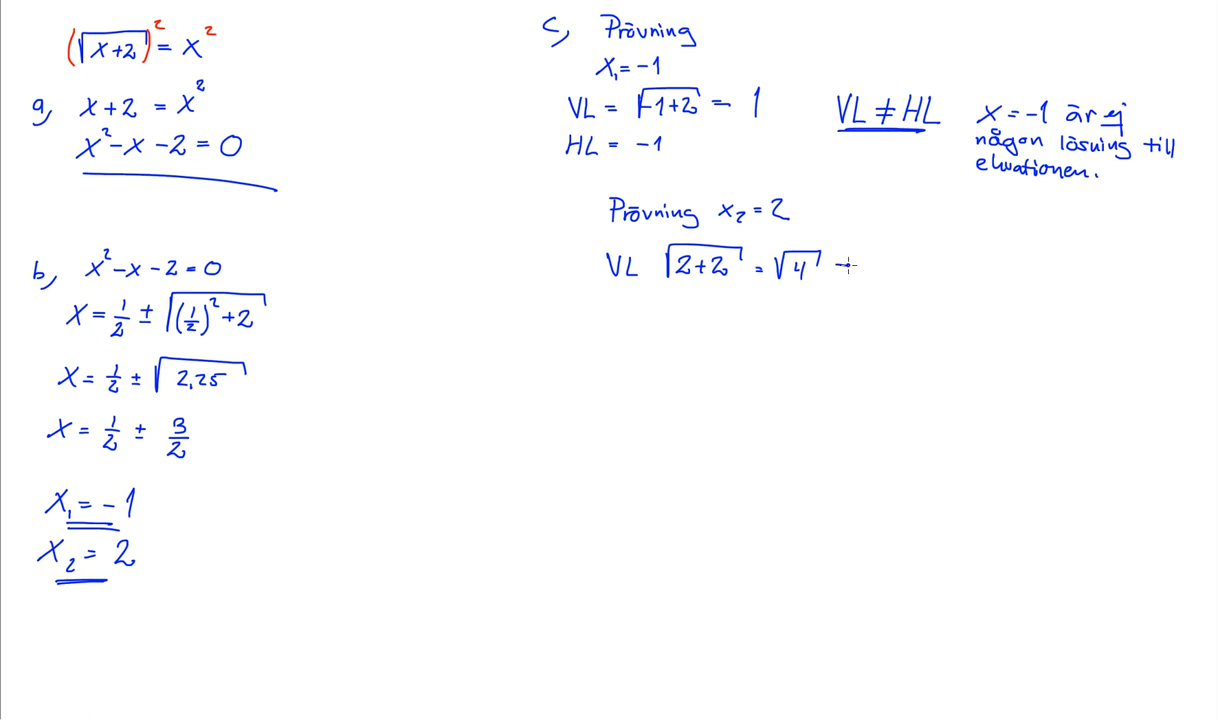 (√x+2)² = x²
a, x+2 = x²
x²-x-2=0
b, x²-x-2=0
x = 1/2 ± √(1/2)²+2
x = 1/2 ± √2,25
x = 1/2 ± 3/2
x₁ = -1
x₂ = 2
c, Prövning
x₁ = -1
VL = √-1+2 = 1
HL = -1
VL ≠ HL
x = -1 är ej
någon lösning till
ekvationen.
Prövning x₂ = 2
VL √2+2 = √4 =